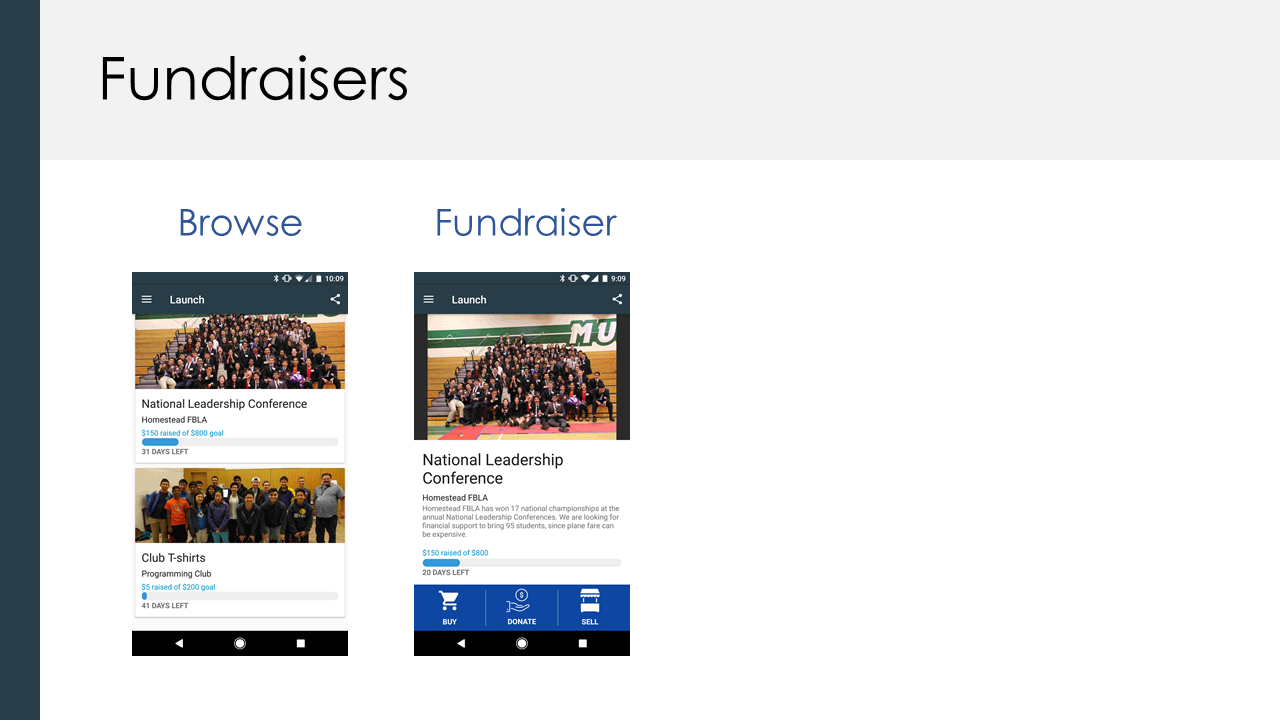 Fundraisers
Browse
10:09
Launch
National Leadership Conference
Homestead FBLA
$150 raised of $800 goal
31 DAYS LEFT
Club T-shirts
Programming Club
$5 raised of $200 goal
41 DAYS LEFT
Fundraiser
9:09
Launch
MU
National Leadership
Conference
Homestead FBLA
Homestead FBLA has won 17 national championships at the
annual National Leadership Conferences. We are looking for
financial support to bring 95 students, since plane fare can
be expensive.
$150 raised of $800
20 DAYS LEFT
BUY
DONATE
SELL